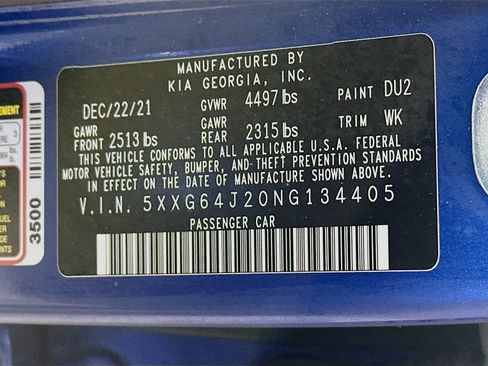 MANUFACTURED BY
KIA GEORGIA, INC.
DEC/22/21 GVWR 4497 lbs PAINT DU2
GAWR FRONT 2513 lbs GAWR REAR 2315 lbs TRIM WK
THIS VEHICLE CONFORMS TO ALL APPLICABLE U.S.A. FEDERAL
MOTOR VEHICLE SAFETY, BUMPER, AND-THEFT PREVENTION STANDARDS
IN EFFECT ON THE DATE OF MANUFACTURE SHOWN ABOVE.
V.I.N. 5XXG64J20NG134405
PASSENGER CAR
3500